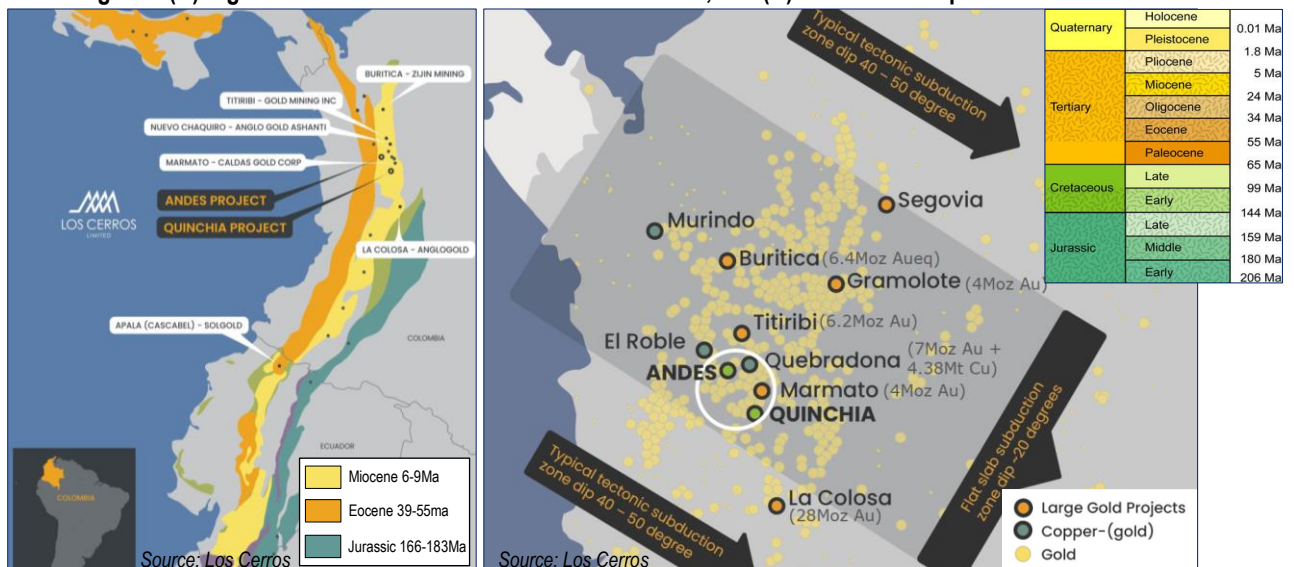 BURITICA - ZIJIN MINING
TITIRIBI - GOLD MINING INC
NUEVO CHAQUIRO - ANGLO GOLD ASHANTI
MARMATO - CALDAS GOLD CORP
ANDES PROJECT
QUINCHIA PROJECT
LOS CERROS
LIMITED
LA COLOSA - ANGLOGOLD
APALA (CASCABEL) - SOLGOLD
COLOMBIA
ECUADOR
COLOMBIA
Miocene 6-9Ma
Eocene 39-55ma
Jurassic 166-183Ma
Source: Los Cerros
Typical tectonic subduction
zone dip 40 – 50 degree
Segovia
Murindo
Buritica (6.4Moz Aueq)
Gramolote (4Moz Au)
Titiribi (6.2Moz Au)
El Roble
Quebradona (7Moz Au +
4.38Mt Cu)
ANDES
Marmato (4Moz Au)
QUINCHIA
La Colosa
(28Moz Au)
Typical tectonic subduction
zone dip 40 – 50 degree
Flat slab subduction
zone dip ~20 degrees
Large Gold Projects
Copper-(gold)
Gold
Source: Los Cerros
Quaternary
Holocene
0.01 Ma
Pleistocene
1.8 Ma
Tertiary
Pliocene
5 Ma
Miocene
24 Ma
Oligocene
34 Ma
Eocene
55 Ma
Paleocene
65 Ma
Cretaceous
Late
99 Ma
Early
144 Ma
Jurassic
Late
159 Ma
Middle
180 Ma
Early
206 Ma